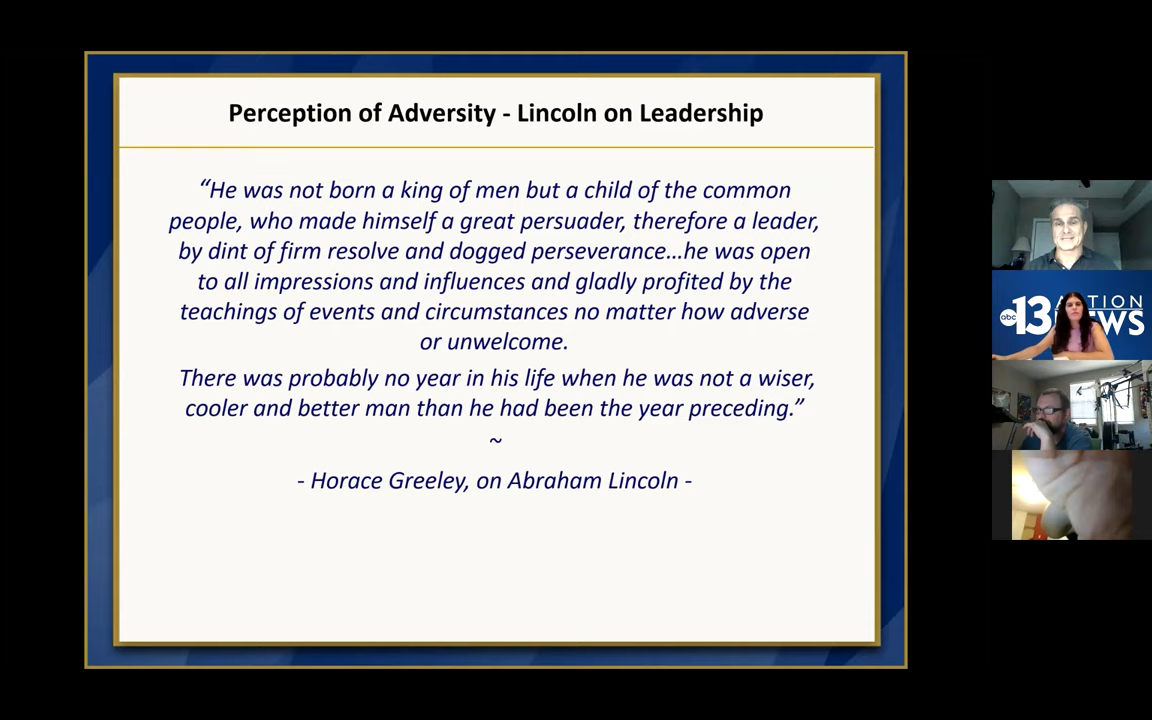 Perception of Adversity - Lincoln on Leadership
“He was not born a king of men but a child of the common
people, who made himself a great persuader, therefore a leader,
by dint of firm resolve and dogged perseverance…he was open
to all impressions and influences and gladly profited by the
teachings of events and circumstances no matter how adverse
or unwelcome.
There was probably no year in his life when he was not a wiser,
cooler and better man than he had been the year preceding.”
~
- Horace Greeley, on Abraham Lincoln -
abc 13